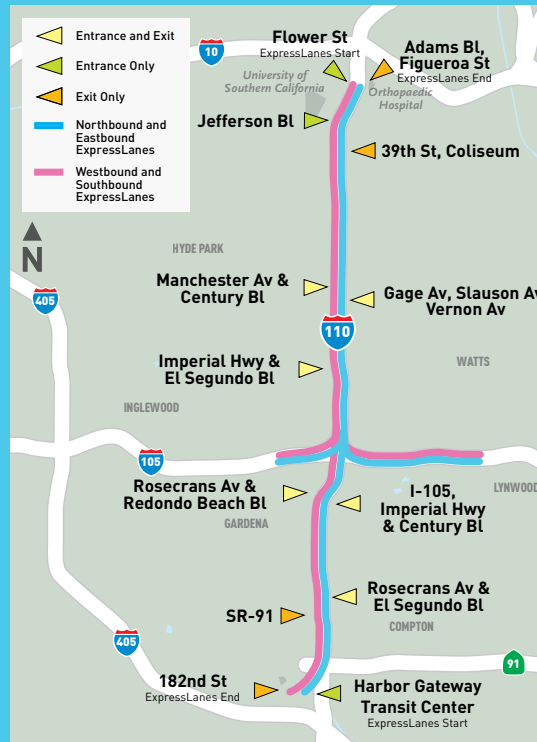 Entrance and Exit
Entrance Only
Exit Only
Northbound and
Eastbound
ExpressLanes
Westbound and
Southbound
ExpressLanes
N
10
Flower St
ExpressLanes Start
University of
Southern California
Adams Bl,
Figueroa St
ExpressLanes End
Orthopaedic
Hospital
Jefferson Bl
39th St, Coliseum
HYDE PARK
405
Manchester Av &
Century Bl
Gage Av, Slauson Av
Vernon Av
110
Imperial Hwy &
El Segundo Bl
WATTS
INGLEWOOD
105
Rosecrans Av &
Redondo Beach Bl
GARDENA
I-105,
Imperial Hwy
& Century Bl
LYNWOOD
Rosecrans Av &
El Segundo Bl
SR-91
COMPTON
405
91
182nd St
ExpressLanes End
Harbor Gateway
Transit Center
ExpressLanes Start